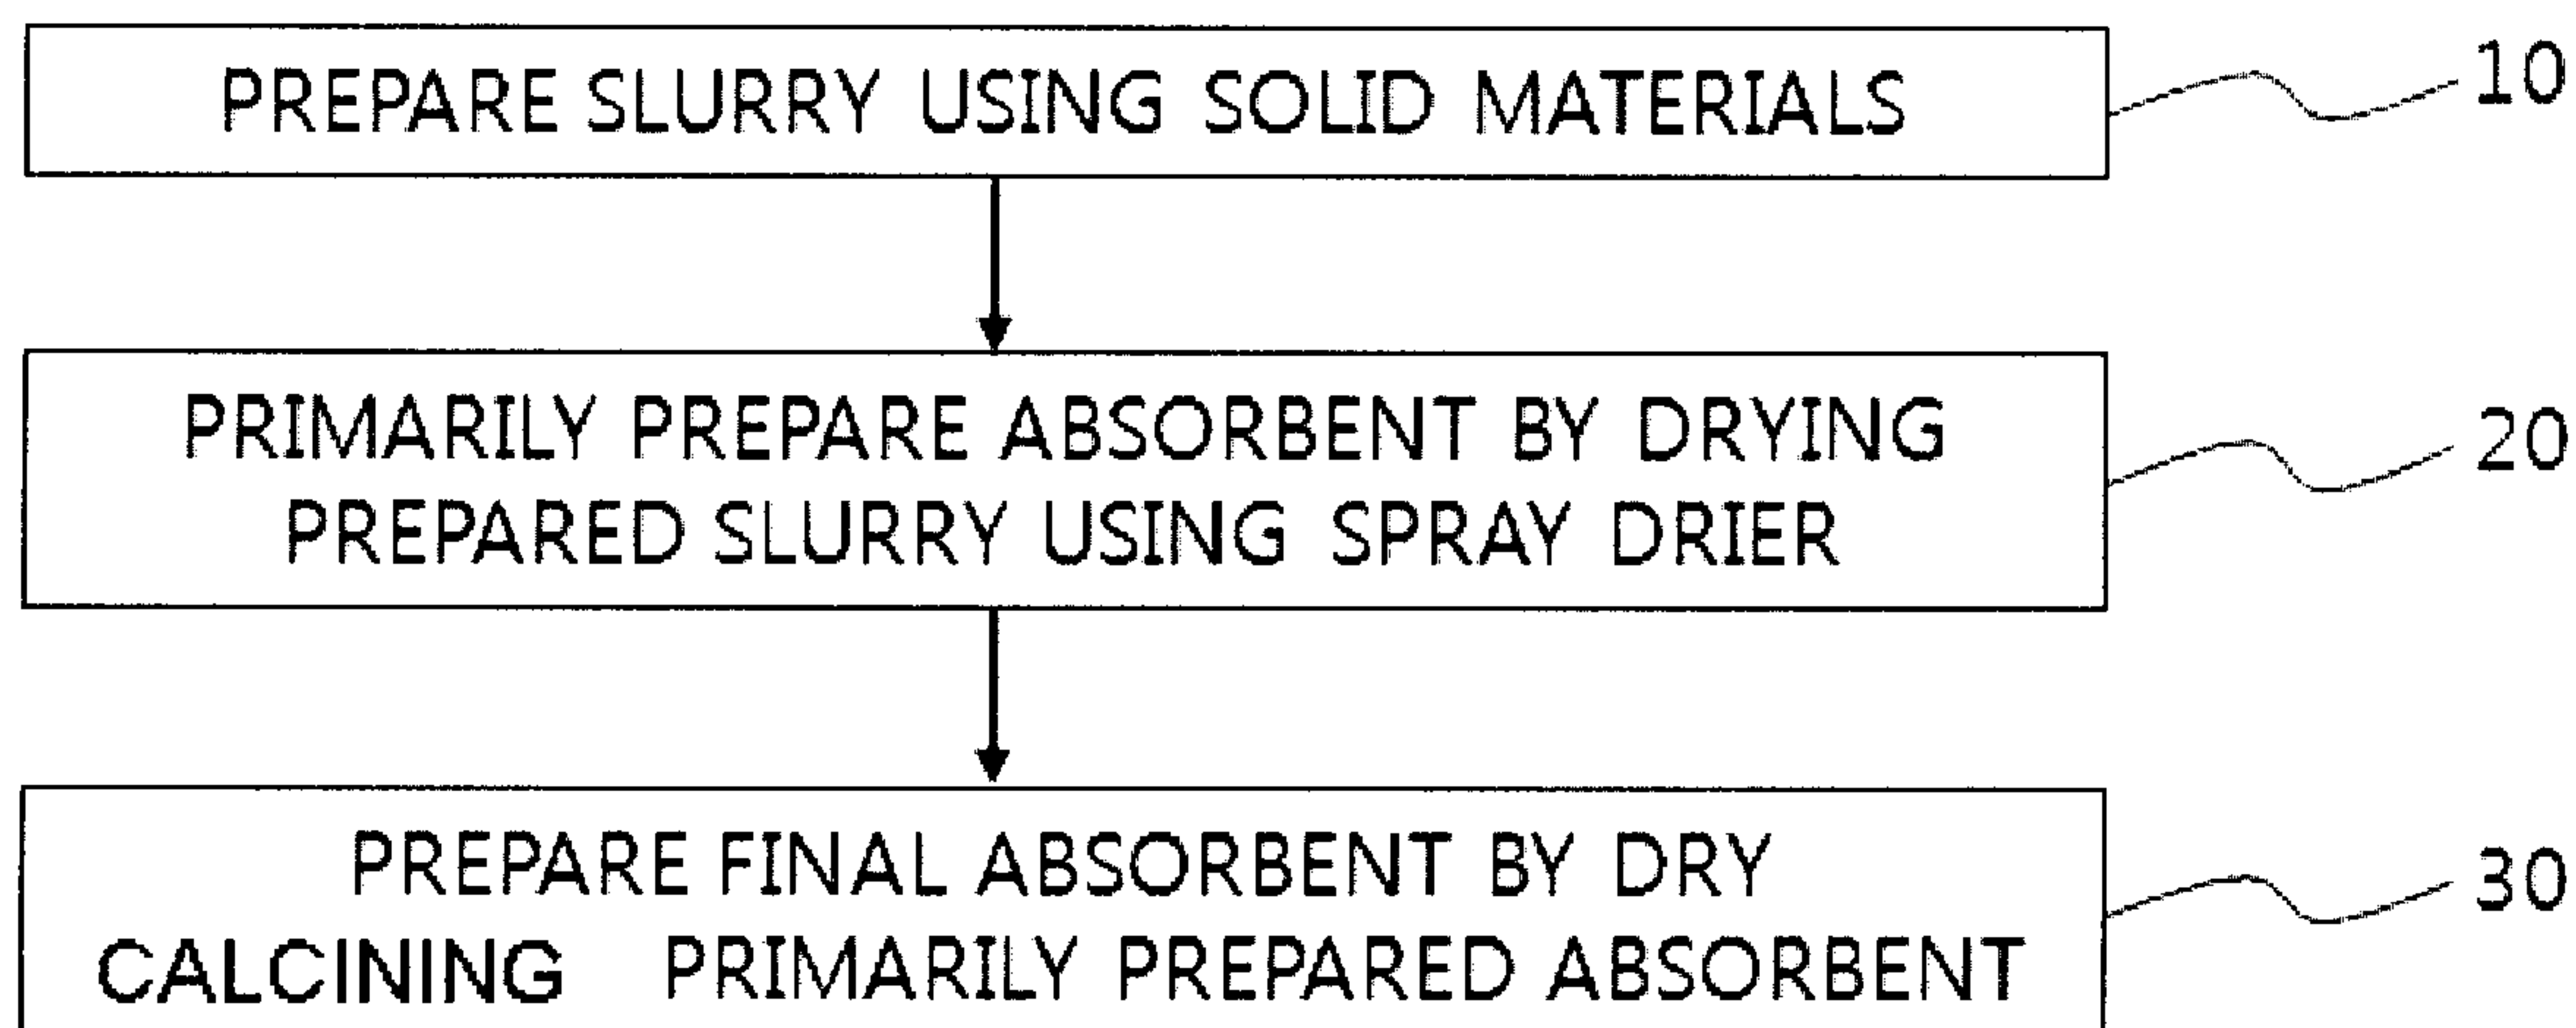 PREPARE SLURRY USING SOLID MATERIALS
10
PRIMARILY PREPARE ABSORBENT BY DRYING
PREPARED SLURRY USING SPRAY DRIER
20
PREPARE FINAL ABSORBENT BY DRY
CALCINING PRIMARILY PREPARED ABSORBENT
30